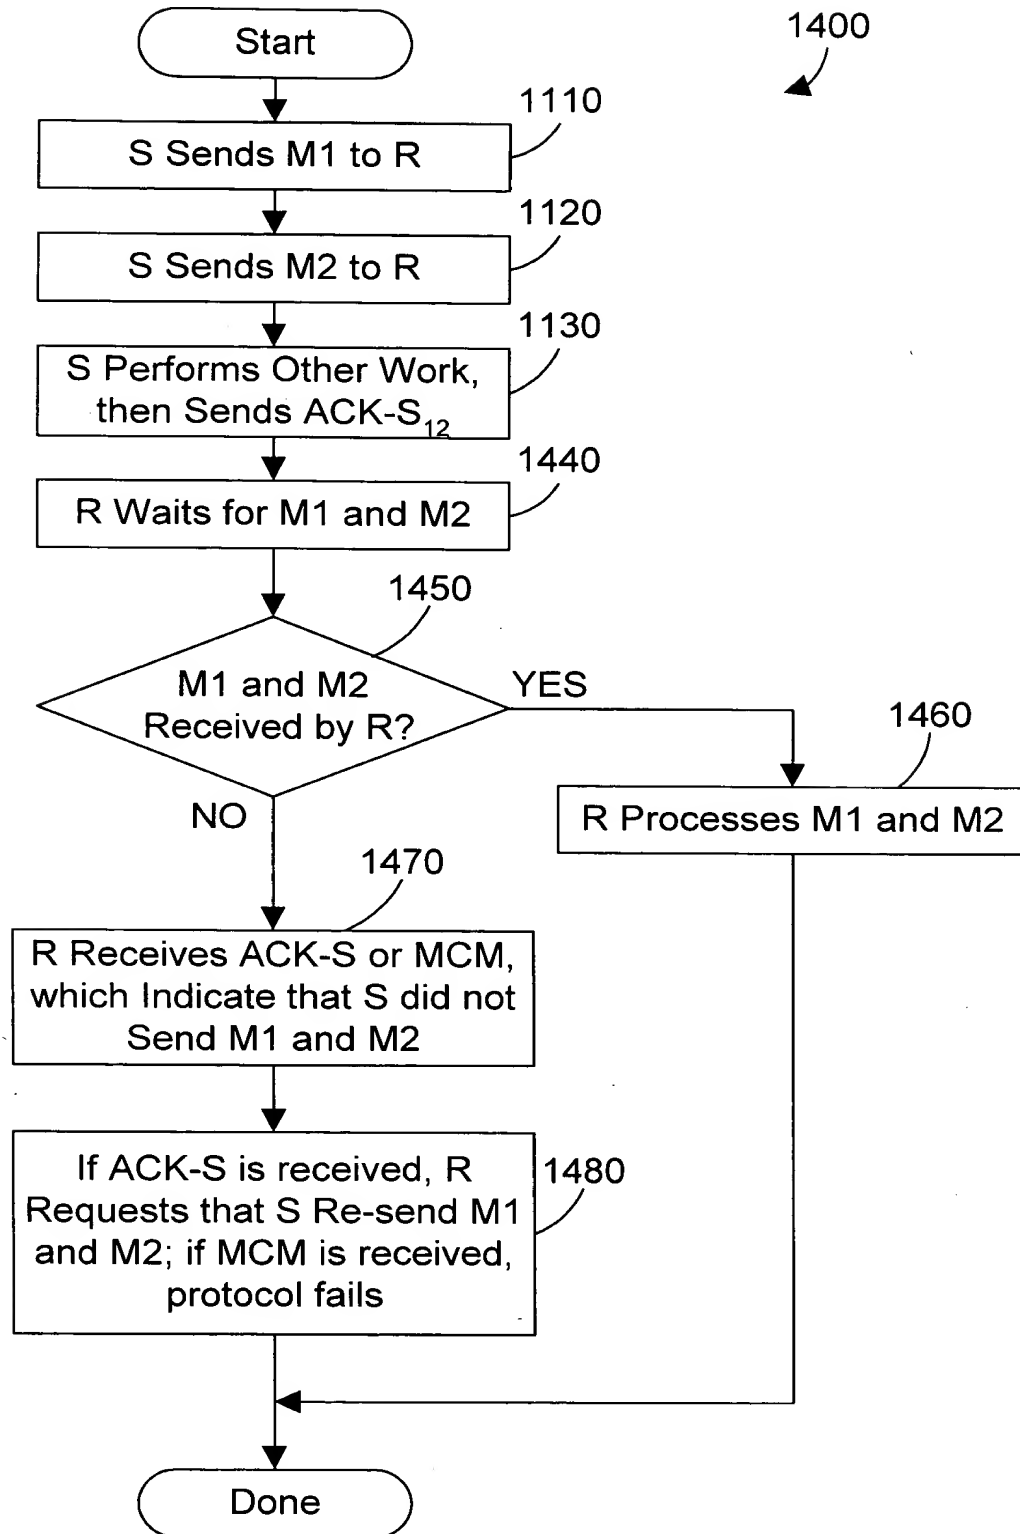 Start
1400
1110
S Sends M1 to R
1120
S Sends M2 to R
1130
S Performs Other Work,
then Sends ACK-S12
1440
R Waits for M1 and M2
1450
M1 and M2
Received by R?
YES
NO
1460
R Processes M1 and M2
1470
R Receives ACK-S or MCM,
which Indicate that S did not
Send M1 and M2
1480
If ACK-S is received, R
Requests that S Re-send M1
and M2; if MCM is received,
protocol fails
Done